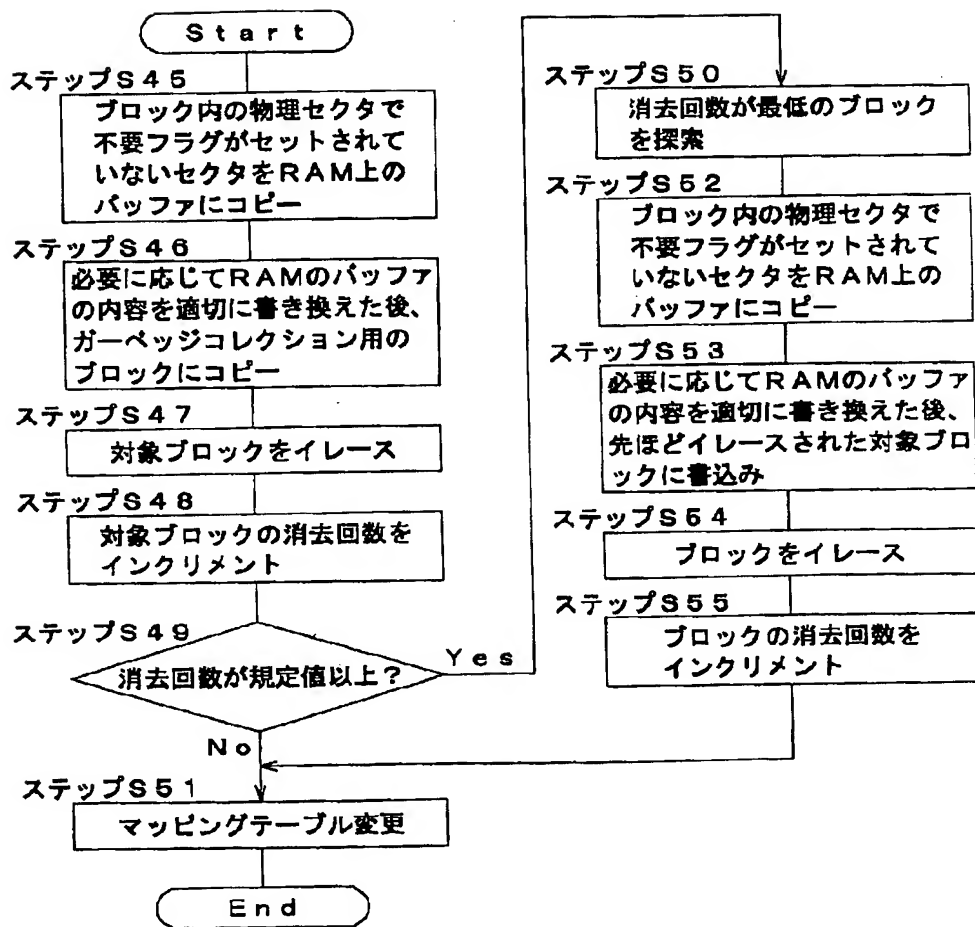 Start
ステップS45
ブロック内の物理セクタで
不要フラグがセットされて
いないセクタをRAM上の
バッファにコピー
ステップS46
必要に応じてRAMのバッファ
の内容を適切に書き換えた後、
ガーベッジコレクション用の
ブロックにコピー
ステップS47
対象ブロックをイレース
ステップS48
対象ブロックの消去回数を
インクリメント
ステップS49
消去回数が規定値以上?
Yes
No
ステップS50
消去回数が最低のブロック
を探索
ステップS52
ブロック内の物理セクタで
不要フラグがセットされて
いないセクタをRAM上の
バッファにコピー
ステップS53
必要に応じてRAMのバッファ
の内容を適切に書き換えた後、
先ほどイレースされた対象ブロ
ックに書込み
ステップS54
ブロックをイレース
ステップS55
ブロックの消去回数を
インクリメント
ステップS51
マッピングテーブル変更
End